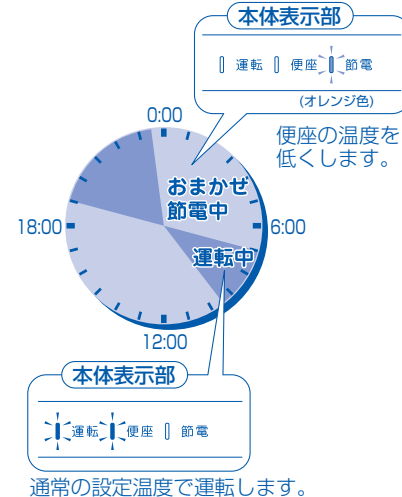 本体表示部
運転 便座 節電
(オレンジ色)
便座の温度を
低くします。
0:00
おまかせ
節電中
18:00
6:00
運転中
12:00
本体表示部
運転 便座 節電
通常の設定温度で運転します。